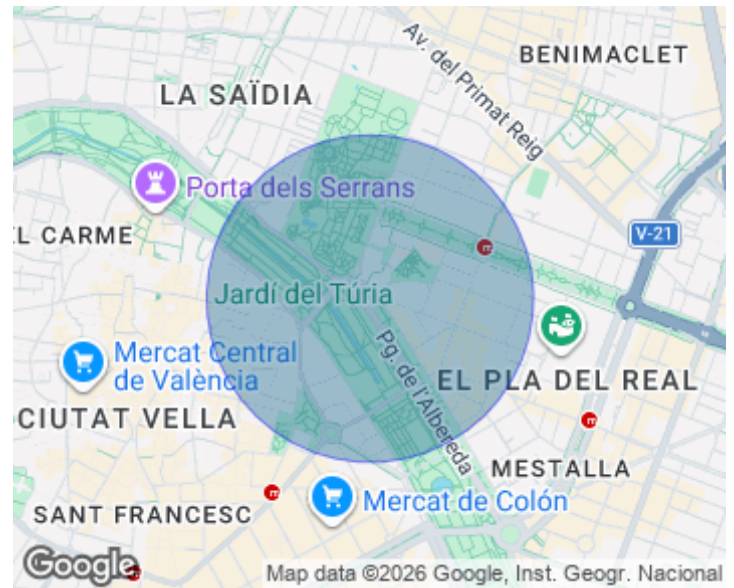 BENIMACLET
Av. del Primat Reig
LA SAÏDIA
Porta dels Serrans
EL CARME
V-21
Jardí del Túria
Mercat Central
de València
Pg. de l'Albereda
EL PLA DEL REAL
CIUTAT VELLA
MESTALLA
Mercat de Colón
SANT FRANCESC
Google
Map data ©2026 Google, Inst. Geogr. Nacional